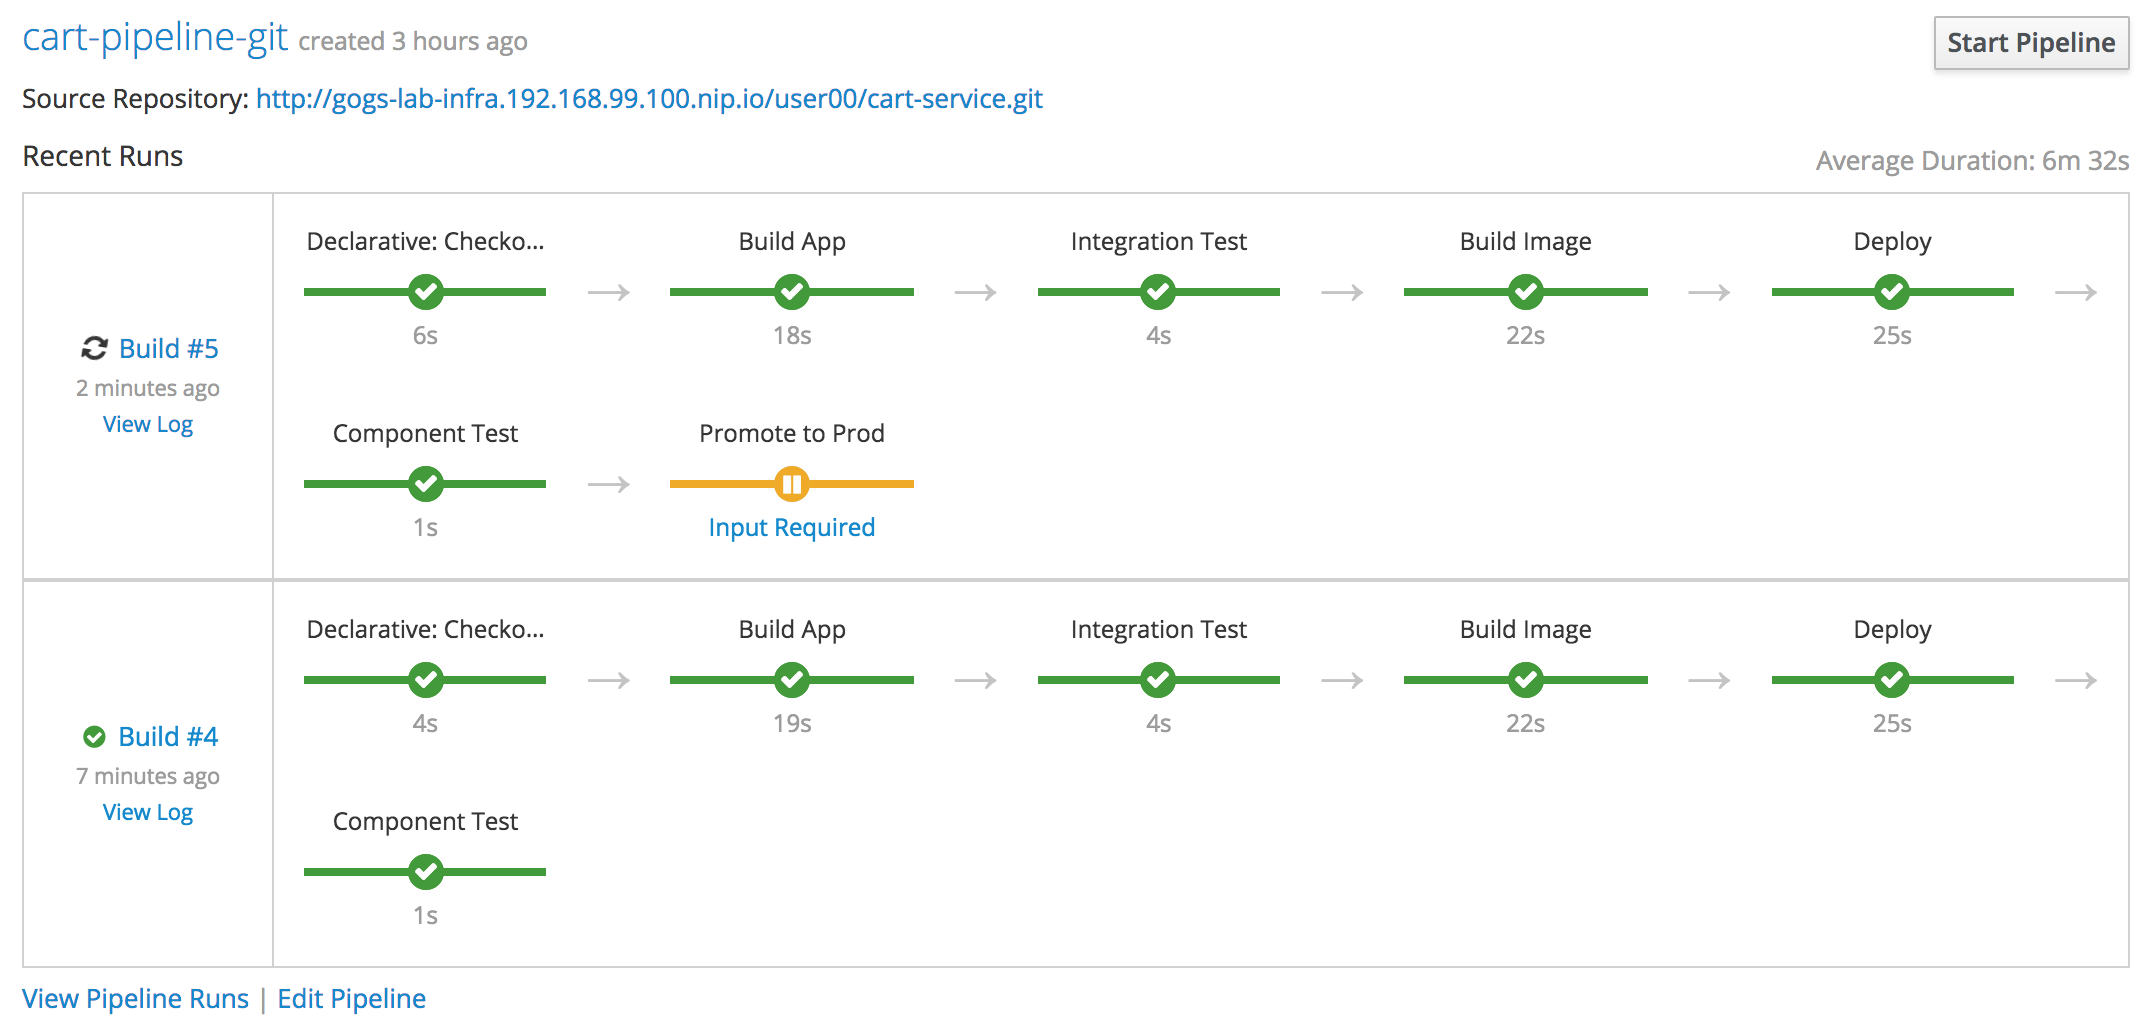 cart-pipeline-git created 3 hours ago
Start Pipeline
Source Repository: http://gogs-lab-infra.192.168.99.100.nip.io/user00/cart-service.git
Recent Runs
Average Duration: 6m 32s
Build #5
2 minutes ago
View Log
Declarative: Checko... Build App Integration Test Build Image Deploy
6s 18s 4s 22s 25s
Component Test Promote to Prod
1s Input Required
Build #4
7 minutes ago
View Log
Declarative: Checko... Build App Integration Test Build Image Deploy
4s 19s 4s 22s 25s
Component Test
1s
View Pipeline Runs | Edit Pipeline